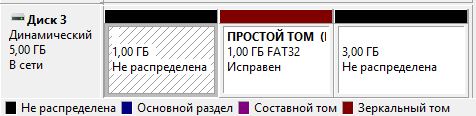 Диск 3
Динамический
5,00 ГБ
В сети
1,00 ГБ
Не распределена
ПРОСТОЙ ТОМ (
1,00 ГБ FAT32
Исправен
3,00 ГБ
Не распределена
Не распределена Основной раздел Составной том Зеркальный том